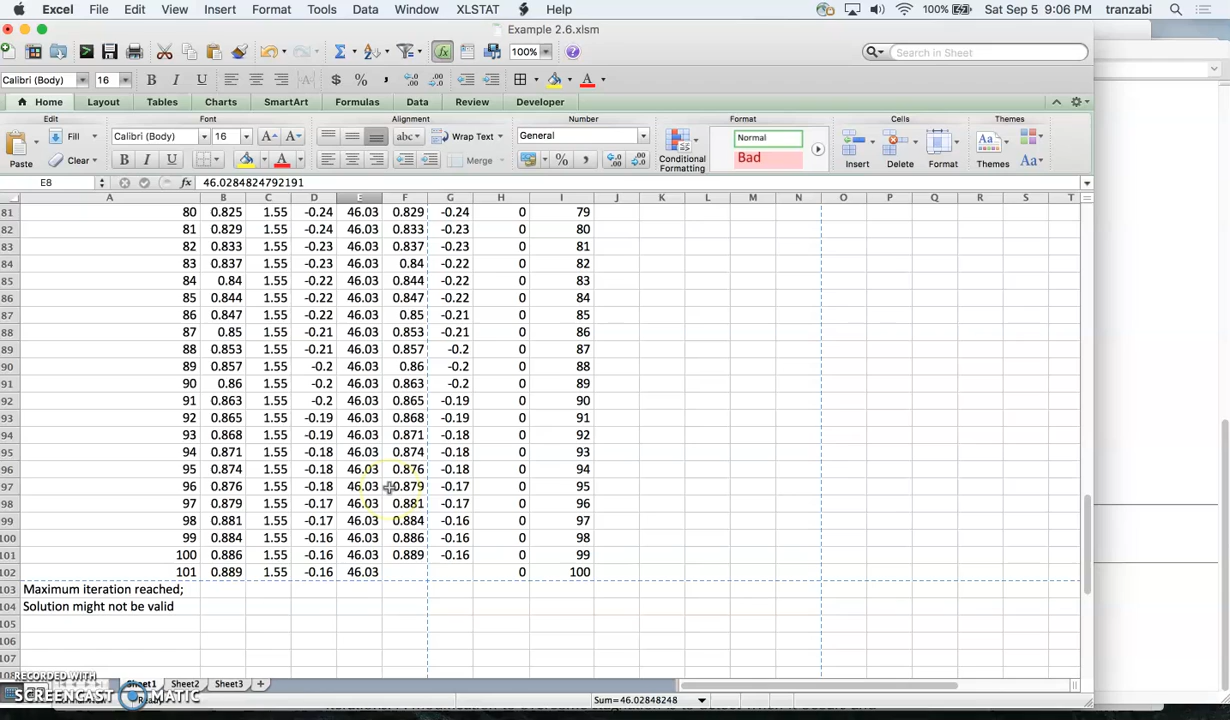 Excel File Edit View Insert Format Tools Data Window XLSTAT Help 100% Sat Sep 5 9:06 PM tranzabi
Example 2.6.xlsm
100% Search in Sheet
Calibri (Body) 16 B I U $ % A
Home Layout Tables Charts SmartArt Formulas Data Review Developer
Edit Font Alignment Number Format Cells Themes
Fill Calibri (Body) 16 A A abc Wrap Text General Normal
Paste Clear B I U A Merge % Conditional Formatting Bad Insert Delete Format Themes Aa
E8 fx 46.0284824792191
A B C D E F G H I J K L M N O P Q R S T
81 80 0.825 1.55 -0.24 46.03 0.829 -0.24 0 79
82 81 0.829 1.55 -0.24 46.03 0.833 -0.23 0 80
83 82 0.833 1.55 -0.23 46.03 0.837 -0.23 0 81
84 83 0.837 1.55 -0.23 46.03 0.84 -0.22 0 82
85 84 0.84 1.55 -0.22 46.03 0.844 -0.22 0 83
86 85 0.844 1.55 -0.22 46.03 0.847 -0.22 0 84
87 86 0.847 1.55 -0.22 46.03 0.85 -0.21 0 85
88 87 0.85 1.55 -0.21 46.03 0.853 -0.21 0 86
89 88 0.853 1.55 -0.21 46.03 0.857 -0.2 0 87
90 89 0.857 1.55 -0.2 46.03 0.86 -0.2 0 88
91 90 0.86 1.55 -0.2 46.03 0.863 -0.2 0 89
92 91 0.863 1.55 -0.2 46.03 0.865 -0.19 0 90
93 92 0.865 1.55 -0.19 46.03 0.868 -0.19 0 91
94 93 0.868 1.55 -0.19 46.03 0.871 -0.18 0 92
95 94 0.871 1.55 -0.18 46.03 0.874 -0.18 0 93
96 95 0.874 1.55 -0.18 46.03 0.876 -0.18 0 94
97 96 0.876 1.55 -0.18 46.03 0.879 -0.17 0 95
98 97 0.879 1.55 -0.17 46.03 0.881 -0.17 0 96
99 98 0.881 1.55 -0.17 46.03 0.884 -0.16 0 97
100 99 0.884 1.55 -0.16 46.03 0.886 -0.16 0 98
101 100 0.886 1.55 -0.16 46.03 0.889 -0.16 0 99
102 101 0.889 1.55 -0.16 46.03 0 100
103 Maximum iteration reached;
104 Solution might not be valid
105
106
107
RECORDED WITH
SCREENCAST MATIC
Sheet1 Sheet2 Sheet3
Ready Sum=46.02848248